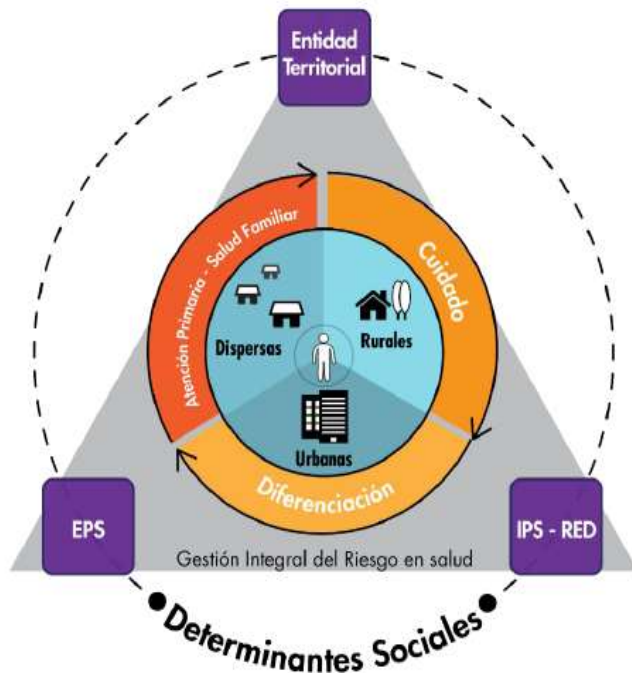 Entidad
Territorial
Atención Primaria - Salud Familiar
Cuidado
Dispersas
Rurales
Urbanas
Diferenciación
EPS
IPS - RED
Gestión Integral del Riesgo en salud
Determinantes Sociales